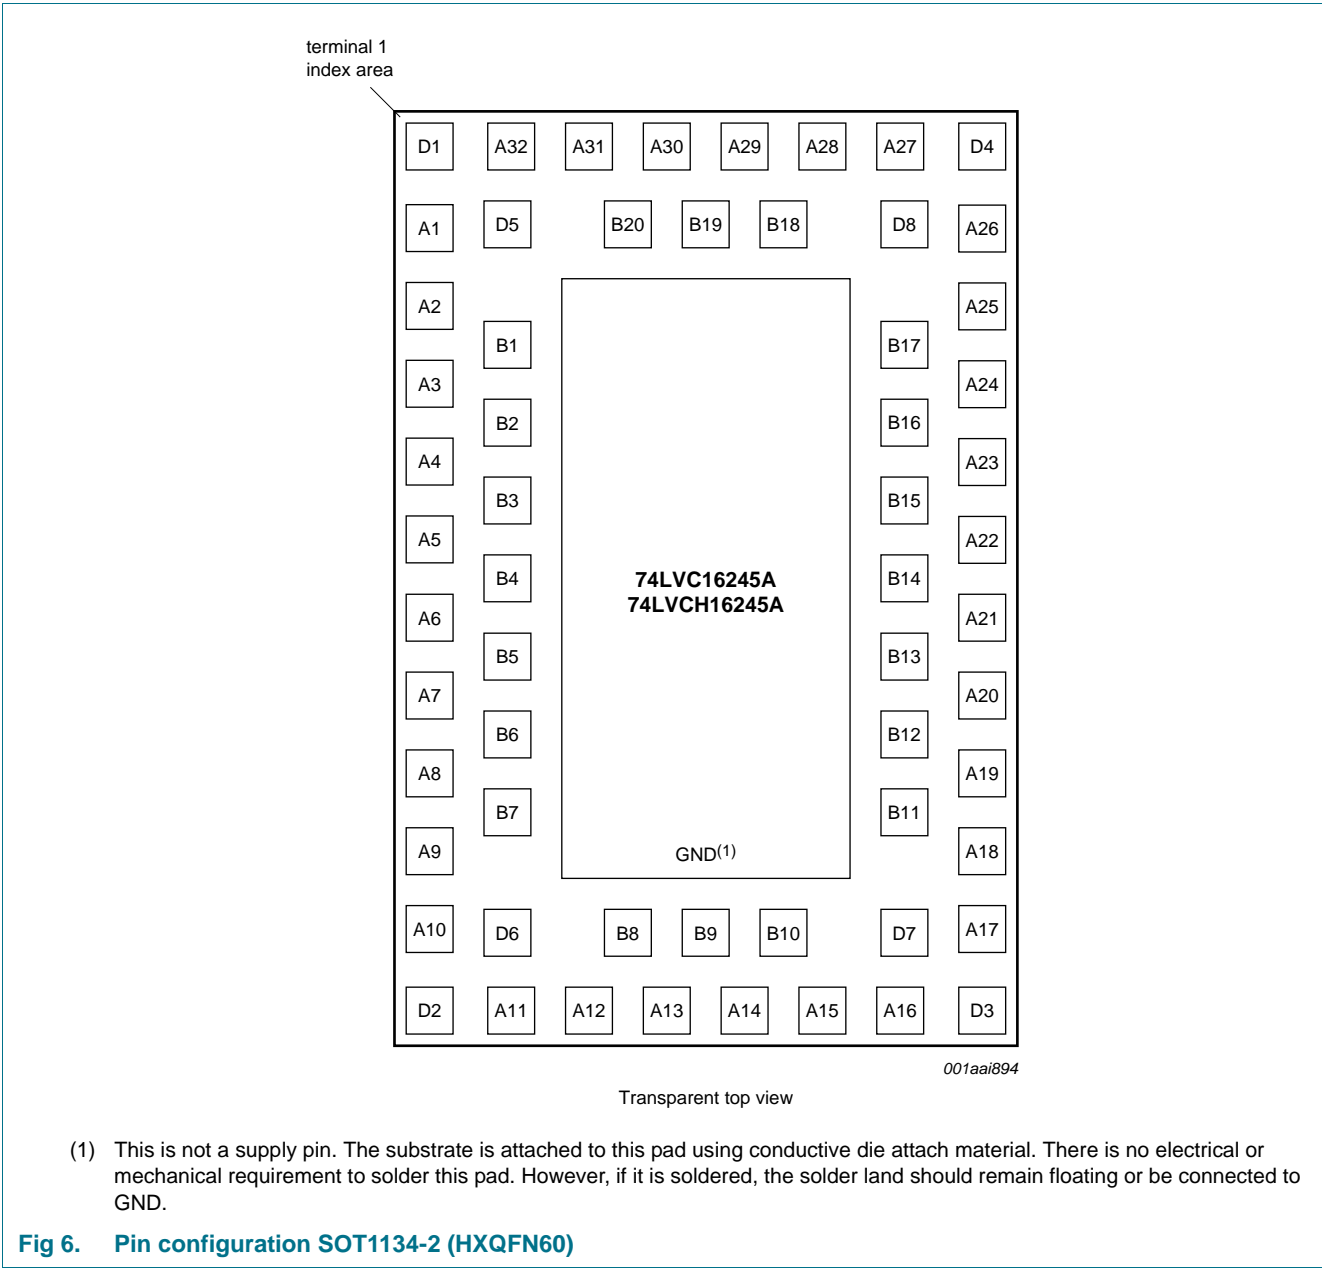 terminal 1
index area
D1 A32 A31 A30 A29 A28 A27 D4
A1 D5 B20 B19 B18 D8 A26
A2 A25
B1 B17
A3 A24
B2 B16
A4 A23
B3 B15
A5 A22
B4 74LVC16245A B14
74LVCH16245A
A6 A21
B5 B13
A7 A20
B6 B12
A8 A19
B7 B11
A9 GND(1) A18
A10 D6 B8 B9 B10 D7 A17
D2 A11 A12 A13 A14 A15 A16 D3
001aai894
Transparent top view
(1) This is not a supply pin. The substrate is attached to this pad using conductive die attach material. There is no electrical or
mechanical requirement to solder this pad. However, if it is soldered, the solder land should remain floating or be connected to
GND.
Fig 6. Pin configuration SOT1134-2 (HXQFN60)